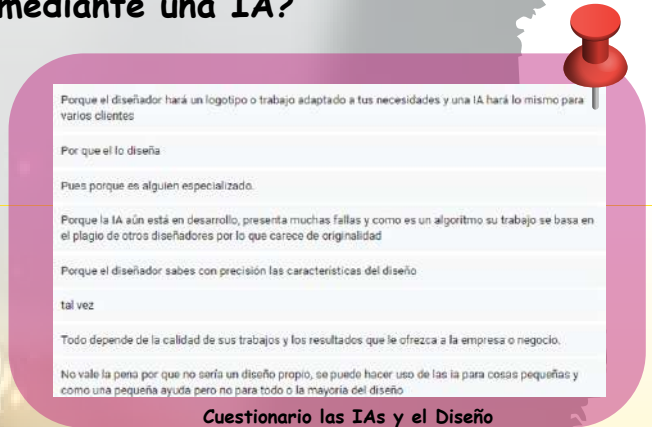 mediante una IA?
Porque el diseñador hará un logotipo o trabajo adaptado a tus necesidades y una IA hará lo mismo para
varios clientes
Por que el lo diseña
Pues porque es alguien especializado.
Porque la IA aún está en desarrollo, presenta muchas fallas y como es un algoritmo su trabajo se basa en
el plagio de otros diseñadores por lo que carece de originalidad
Porque el diseñador sabes con precisión las características del diseño
tal vez
Todo depende de la calidad de sus trabajos y los resultados que le ofrezca a la empresa o negocio.
No vale la pena por que no sería un diseño propio, se puede hacer uso de las ia para cosas pequeñas y
como una pequeña ayuda pero no para todo o la mayoría del diseño
Cuestionario las IAs y el Diseño